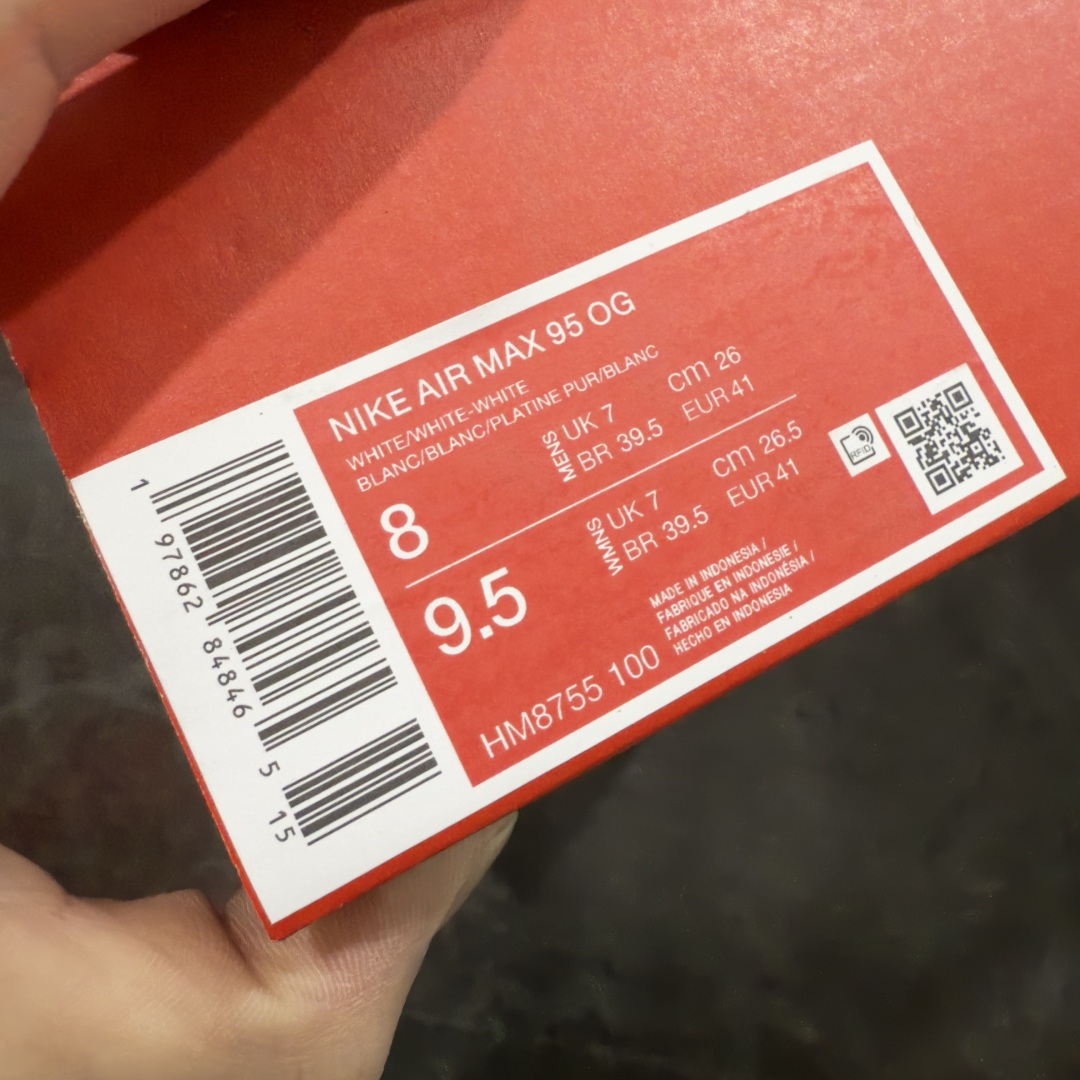 NIKE AIR MAX 95 OG
WHITE/WHITE-WHITE
BLANC/BLANC/PLATINE PUR/BLANC
8
MENS
UK 7
cm 26
BR 39.5
EUR 41
9.5
WMNS
UK 7
cm 26.5
BR 39.5
EUR 41
RFID
MADE IN INDONESIA /
FABRIQUE EN INDONESIE /
FABRICADO NA INDONÉSIA /
HECHO EN INDONESIA
HM8755 100
1 97862 84846 5 15